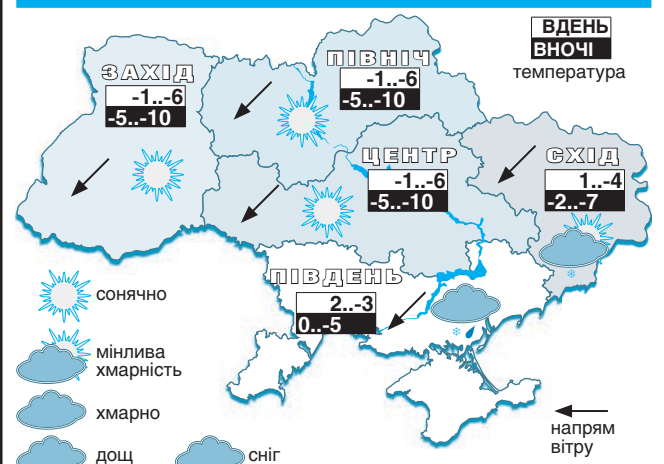 ВДЕНЬ
ВНОЧІ
температура
ПІВНІЧ
-1..-6
-5..-10
ЗАХІД
-1..-6
-5..-10
ЦЕНТР
-1..-6
-5..-10
СХІД
1..-4
-2..-7
ПІВДЕНЬ
2..-3
0..-5
сонячно
мінлива
хмарність
хмарно
дощ
сніг
напрям
вітру